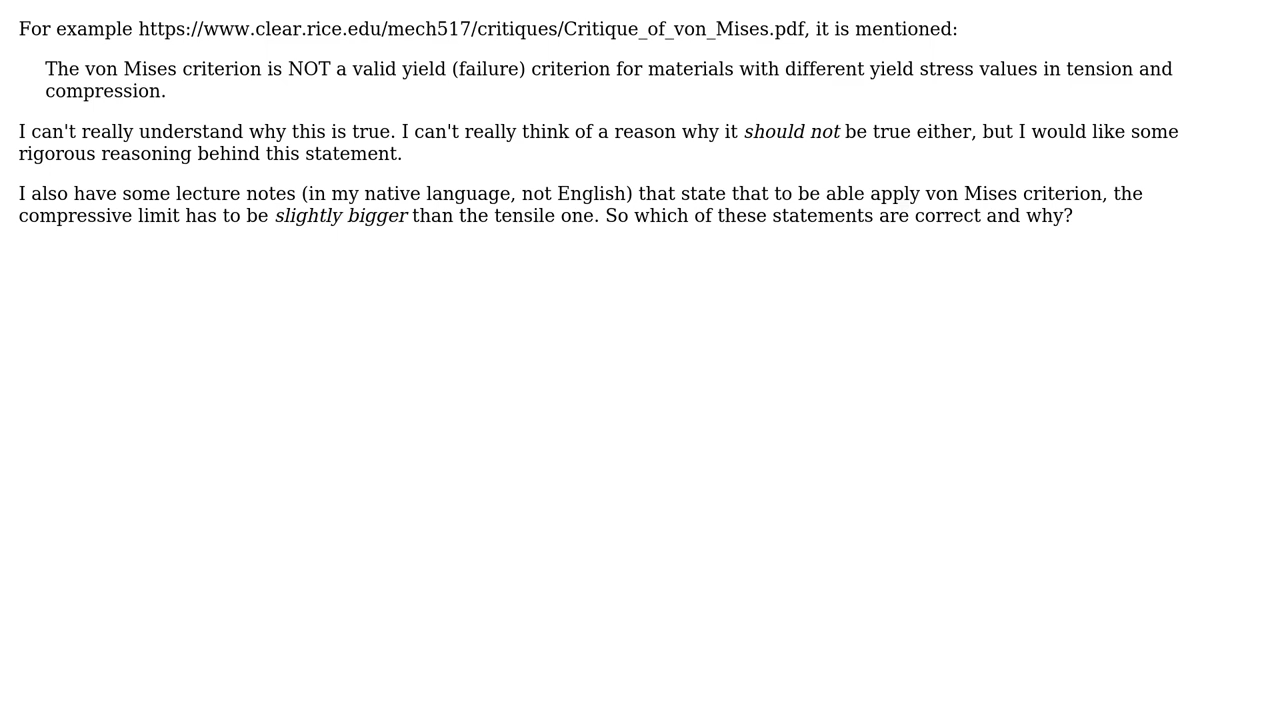 For example https://www.clear.rice.edu/mech517/critiques/Critique_of_von_Mises.pdf, it is mentioned:
The von Mises criterion is NOT a valid yield (failure) criterion for materials with different yield stress values in tension and
compression.
I can't really understand why this is true. I can't really think of a reason why it should not be true either, but I would like some
rigorous reasoning behind this statement.
I also have some lecture notes (in my native language, not English) that state that to be able apply von Mises criterion, the
compressive limit has to be slightly bigger than the tensile one. So which of these statements are correct and why?